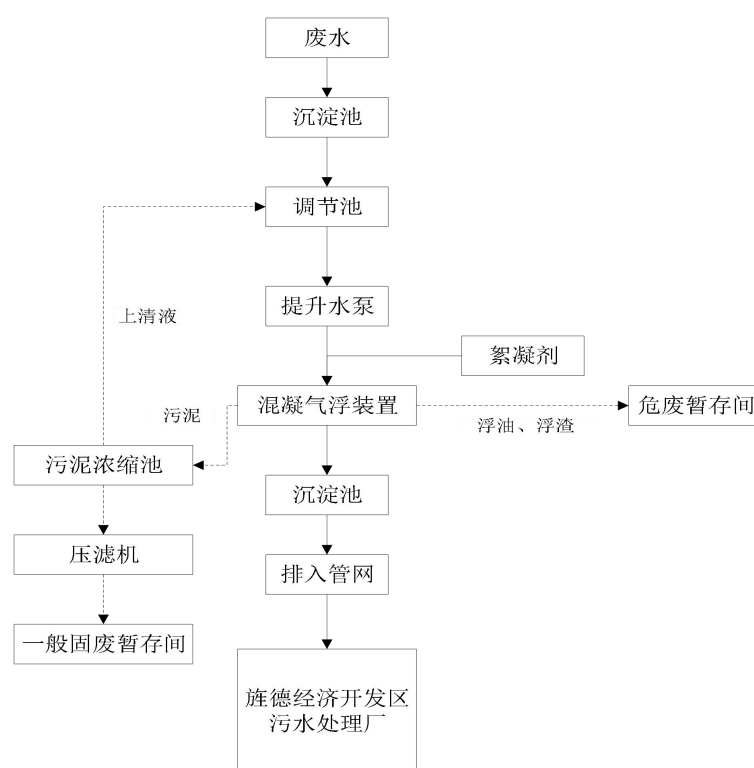 废水
沉淀池
调节池
上清液
提升水泵
絮凝剂
污泥
混凝气浮装置
浮油、浮渣
危废暂存间
污泥浓缩池
沉淀池
压滤机
排入管网
一般固废暂存间
旌德经济开发区
污水处理厂